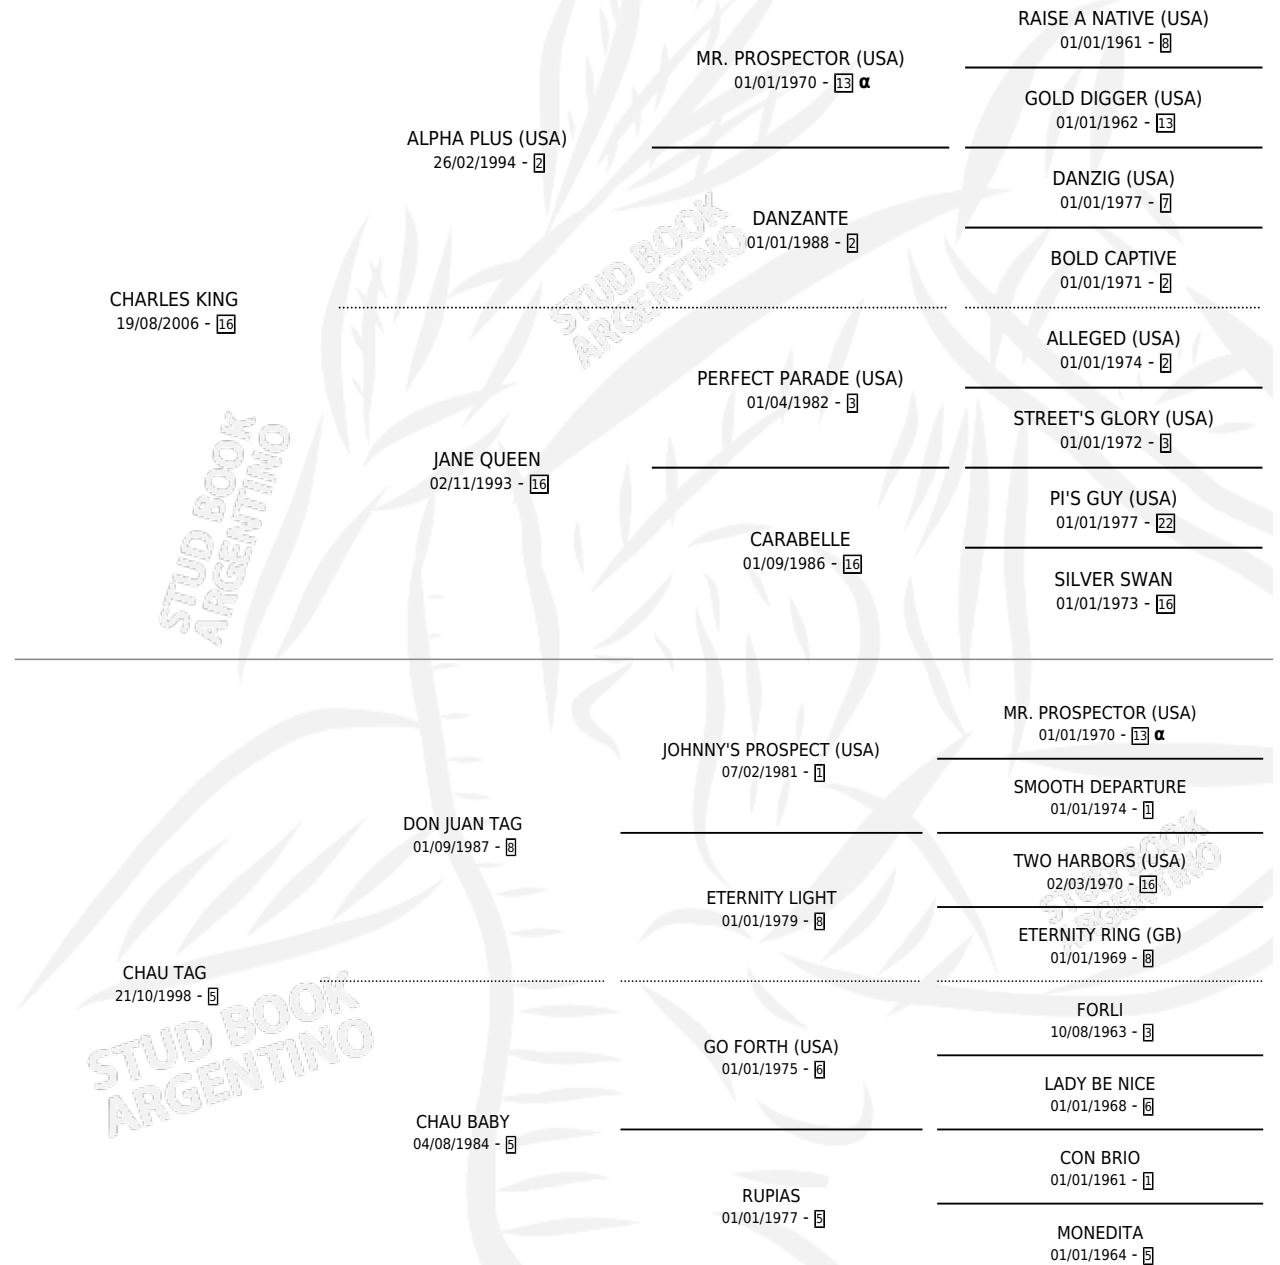 RAISE A NATIVE (USA)
01/01/1961 - 8
MR. PROSPECTOR (USA)
01/01/1970 - 13 α
GOLD DIGGER (USA)
01/01/1962 - 13
ALPHA PLUS (USA)
26/02/1994 - 2
DANZIG (USA)
01/01/1977 - 7
DANZANTE
01/01/1988 - 2
BOLD CAPTIVE
01/01/1971 - 2
CHARLES KING
19/08/2006 - 16
ALLEGED (USA)
01/01/1974 - 2
PERFECT PARADE (USA)
01/04/1982 - 3
STREET'S GLORY (USA)
01/01/1972 - 3
JANE QUEEN
02/11/1993 - 16
PI'S GUY (USA)
01/01/1977 - 22
CARABELLE
01/09/1986 - 16
SILVER SWAN
01/01/1973 - 16
MR. PROSPECTOR (USA)
01/01/1970 - 13 α
JOHNNY'S PROSPECT (USA)
07/02/1981 - 1
SMOOTH DEPARTURE
01/01/1974 - 1
DON JUAN TAG
01/09/1987 - 8
TWO HARBORS (USA)
02/03/1970 - 16
ETERNITY LIGHT
01/01/1979 - 8
ETERNITY RING (GB)
01/01/1969 - 8
CHAU TAG
21/10/1998 - 5
FORLI
10/08/1963 - 3
GO FORTH (USA)
01/01/1975 - 6
LADY BE NICE
01/01/1968 - 6
CHAU BABY
04/08/1984 - 5
CON BRIO
01/01/1961 - 1
RUPIAS
01/01/1977 - 5
MONEDITA
01/01/1964 - 5
STUD BOOK
ARGENTINO
STUD BOOK
ARGENTINO
STUD BOOK
ARGENTINO
STUD BOOK
ARGENTINO